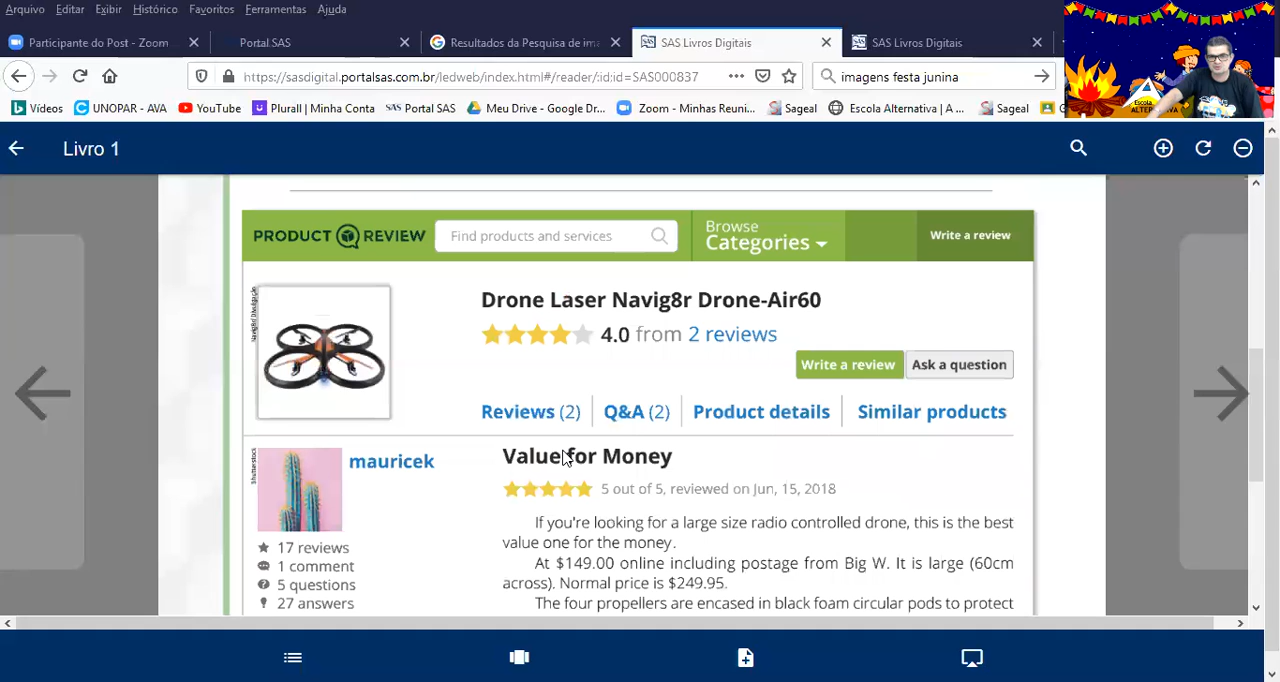 Arquivo Editar Exibir Histórico Favoritos Ferramentas Ajuda
Participante do Post - Zoom
Portal SAS
Resultados da Pesquisa de im
SAS Livros Digitais
SAS Livros Digitais
https://sasdigital.portalsas.com.br/ledweb/index.html#/reader/:id:id=SAS000837
imagens festa junina
Vídeos UNOPAR - AVA YouTube Plurall | Minha Conta SAS Portal SAS Meu Drive - Google Dr... Zoom - Minhas Reuni... Sageal Escola Alternativa | A ... Sageal
Escola
Livro 1
PRODUCT REVIEW
Find products and services
Browse
Categories
Write a review
Drone Laser Navig8r Drone-Air60
4.0 from 2 reviews
Write a review
Ask a question
Reviews (2) Q&A (2) Product details Similar products
Navig8r/Divulgação
Shutterstock
mauricek
17 reviews
1 comment
5 questions
27 answers
Value for Money
5 out of 5, reviewed on Jun, 15, 2018
If you're looking for a large size radio controlled drone, this is the best
value one for the money.
At $149.00 online including postage from Big W. It is large (60cm
across). Normal price is $249.95.
The four propellers are encased in black foam circular pods to protect